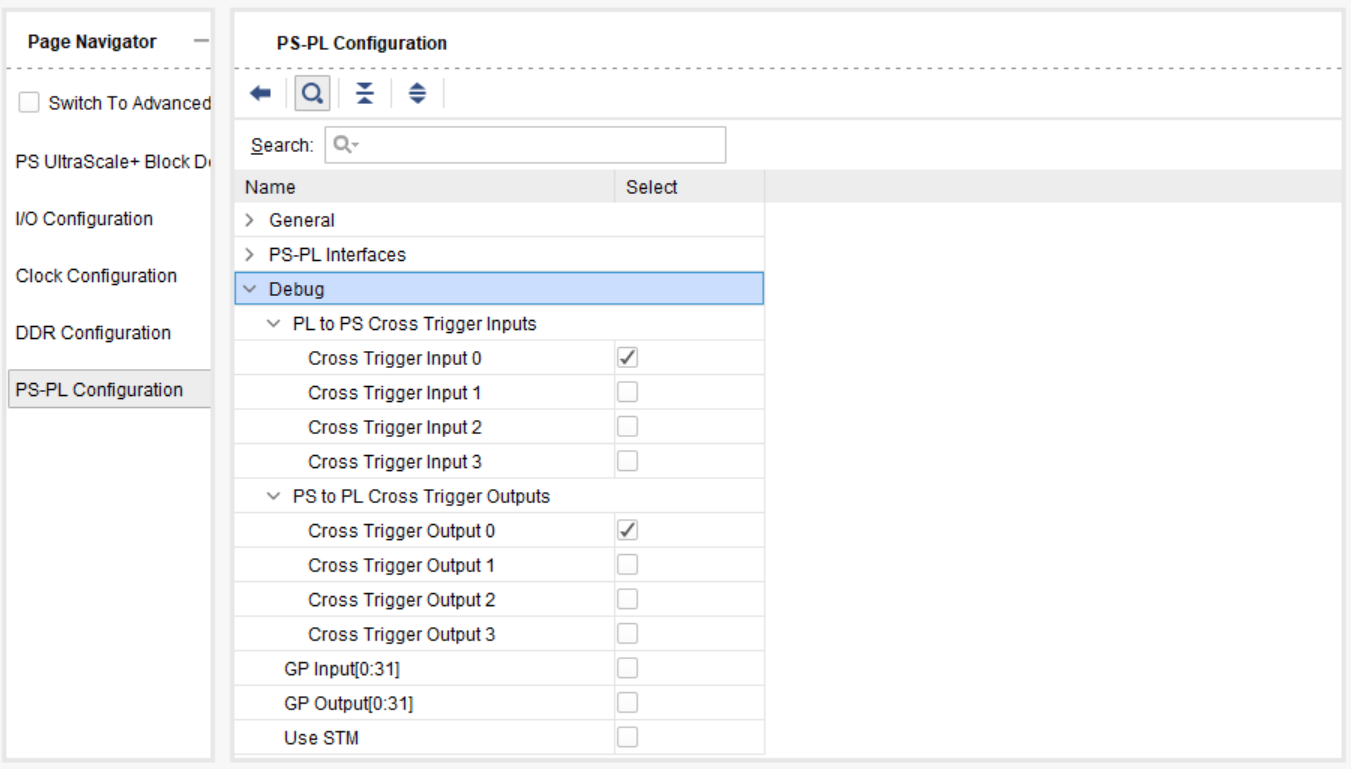 Page Navigator
Switch To Advanced
PS UltraScale+ Block
I/O Configuration
Clock Configuration
DDR Configuration
PS-PL Configuration
PS-PL Configuration
Search:
Name Select
General
PS-PL Interfaces
Debug
PL to PS Cross Trigger Inputs
Cross Trigger Input 0
Cross Trigger Input 1
Cross Trigger Input 2
Cross Trigger Input 3
PS to PL Cross Trigger Outputs
Cross Trigger Output 0
Cross Trigger Output 1
Cross Trigger Output 2
Cross Trigger Output 3
GP Input[0:31]
GP Output[0:31]
Use STM